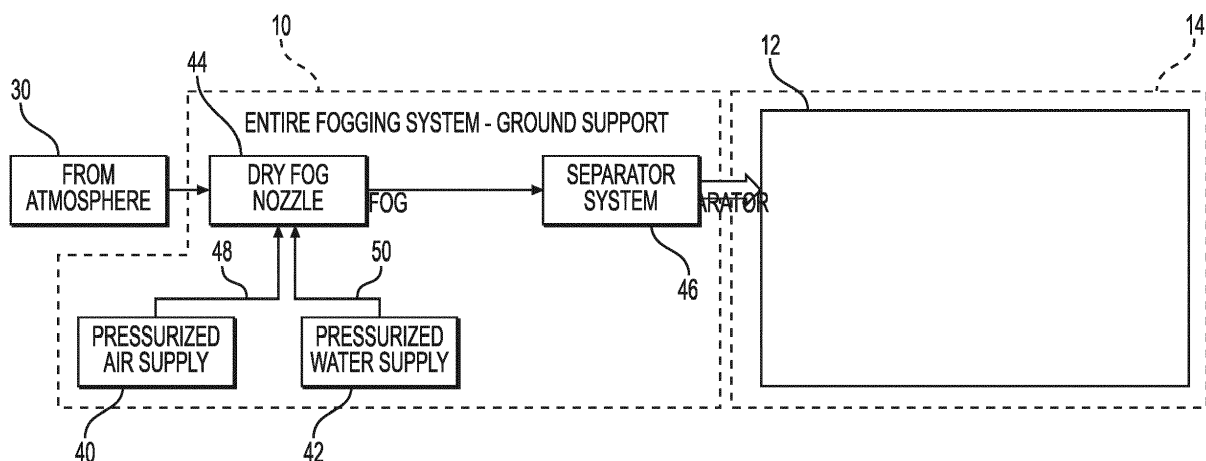 10
14
44
12
30
ENTIRE FOGGING SYSTEM - GROUND SUPPORT
FROM
ATMOSPHERE
DRY FOG
NOZZLE
FOG
SEPARATOR
SYSTEM
ARATOR
48
50
46
PRESSURIZED
AIR SUPPLY
PRESSURIZED
WATER SUPPLY
40
42